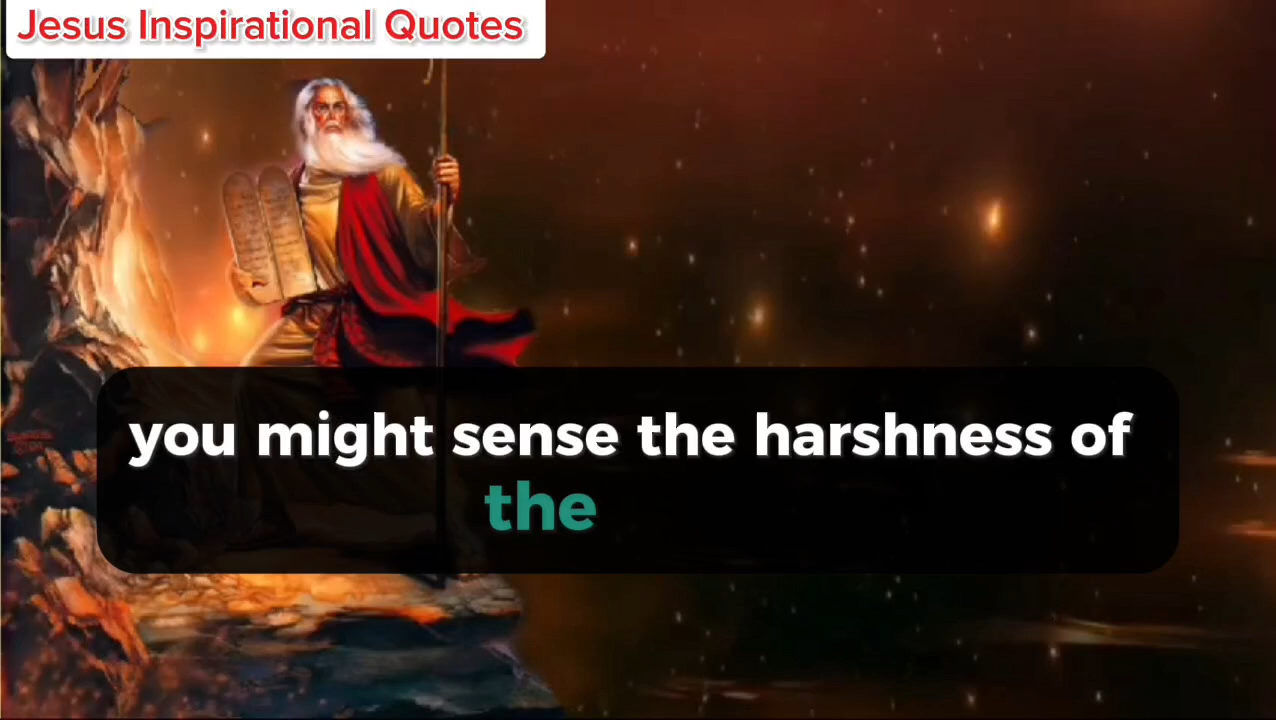 Jesus Inspirational Quotes
you might sense the harshness of
the